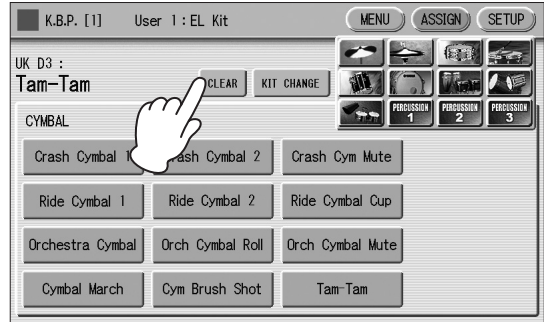 K.B.P. [1] User 1 : EL Kit MENU ASSIGN SETUP
UK D3 :
Tam-Tam CLEAR KIT CHANGE
PERCUSSION 1 PERCUSSION 2 PERCUSSION 3
CYMBAL
Crash Cymbal 1 Crash Cymbal 2 Crash Cym Mute
Ride Cymbal 1 Ride Cymbal 2 Ride Cymbal Cup
Orchestra Cymbal Orch Cymbal Roll Orch Cymbal Mute
Cymbal March Cym Brush Shot Tam-Tam